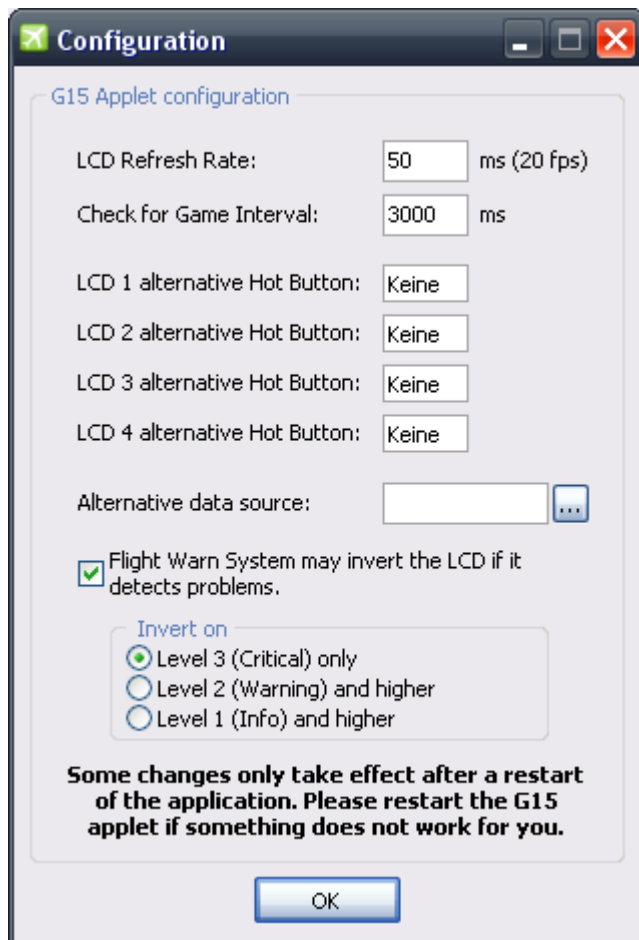 Configuration
G15 Applet configuration
LCD Refresh Rate: 50 ms (20 fps)
Check for Game Interval: 3000 ms
LCD 1 alternative Hot Button: Keine
LCD 2 alternative Hot Button: Keine
LCD 3 alternative Hot Button: Keine
LCD 4 alternative Hot Button: Keine
Alternative data source: ...
Flight Warn System may invert the LCD if it
detects problems.
Invert on
Level 3 (Critical) only
Level 2 (Warning) and higher
Level 1 (Info) and higher
Some changes only take effect after a restart
of the application. Please restart the G15
applet if something does not work for you.
OK